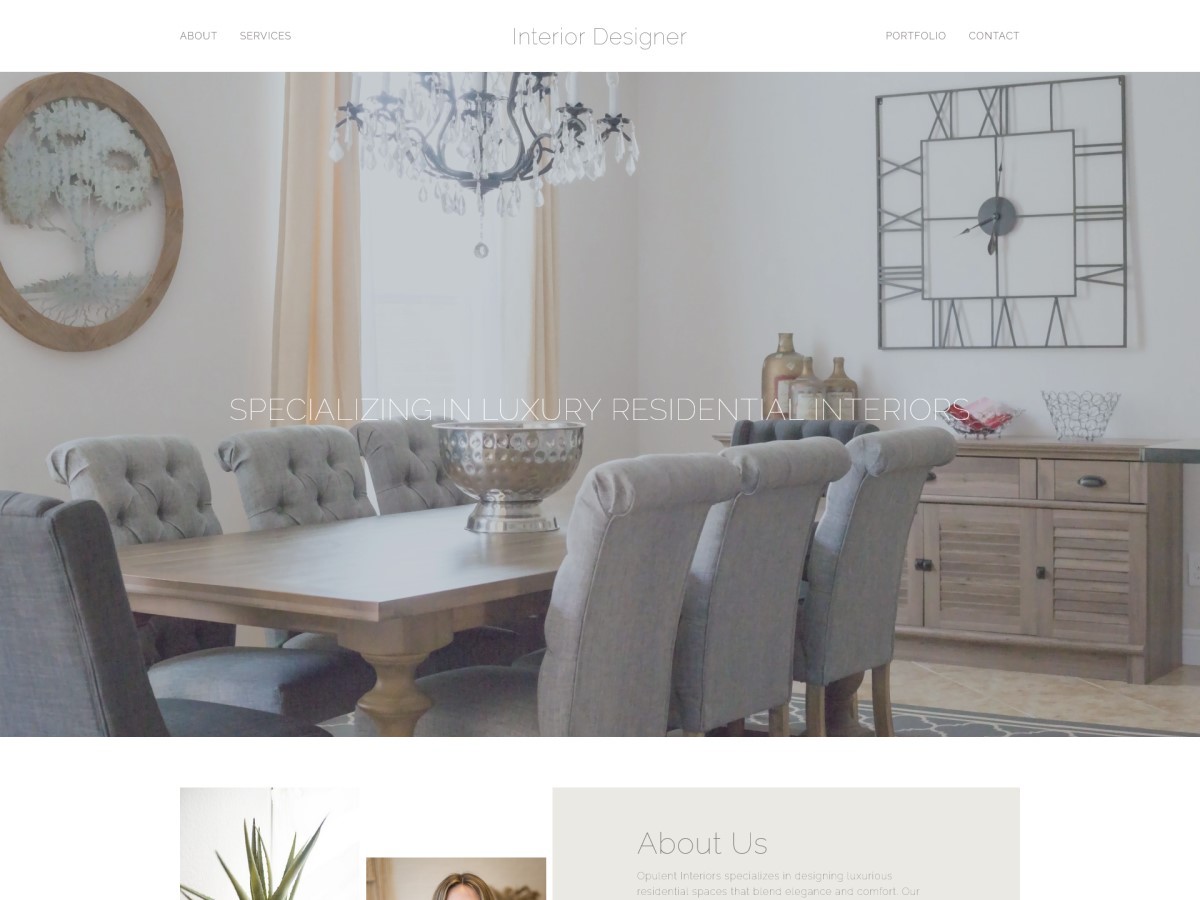 ABOUT SERVICES Interior Designer PORTFOLIO CONTACT
SPECIALIZING IN LUXURY RESIDENTIAL INTERIORS
About Us
Opulent Interiors specializes in designing luxurious
residential spaces that blend elegance and comfort. Our